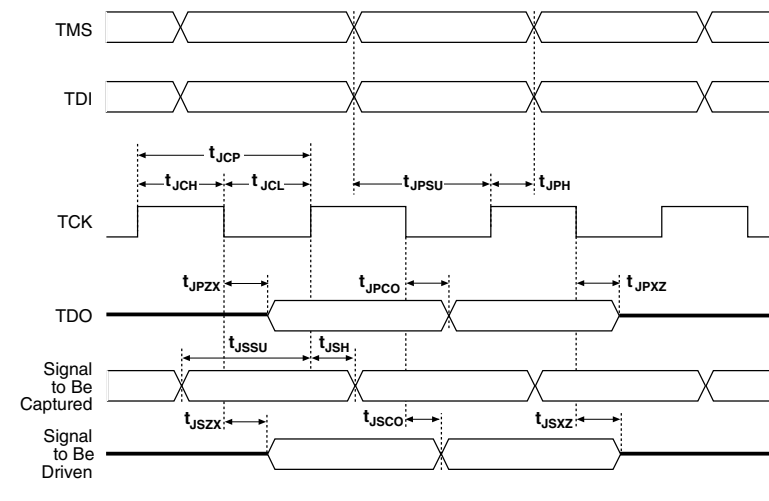 TMS
TDI
tJCP
tJCH
tJCL
tJPSU
tJPH
TCK
tJPZX
tJPCO
tJPXZ
TDO
tJSSU
tJSH
Signal
to Be
Captured
tJSZX
tJSCO
tJSXZ
Signal
to Be
Driven